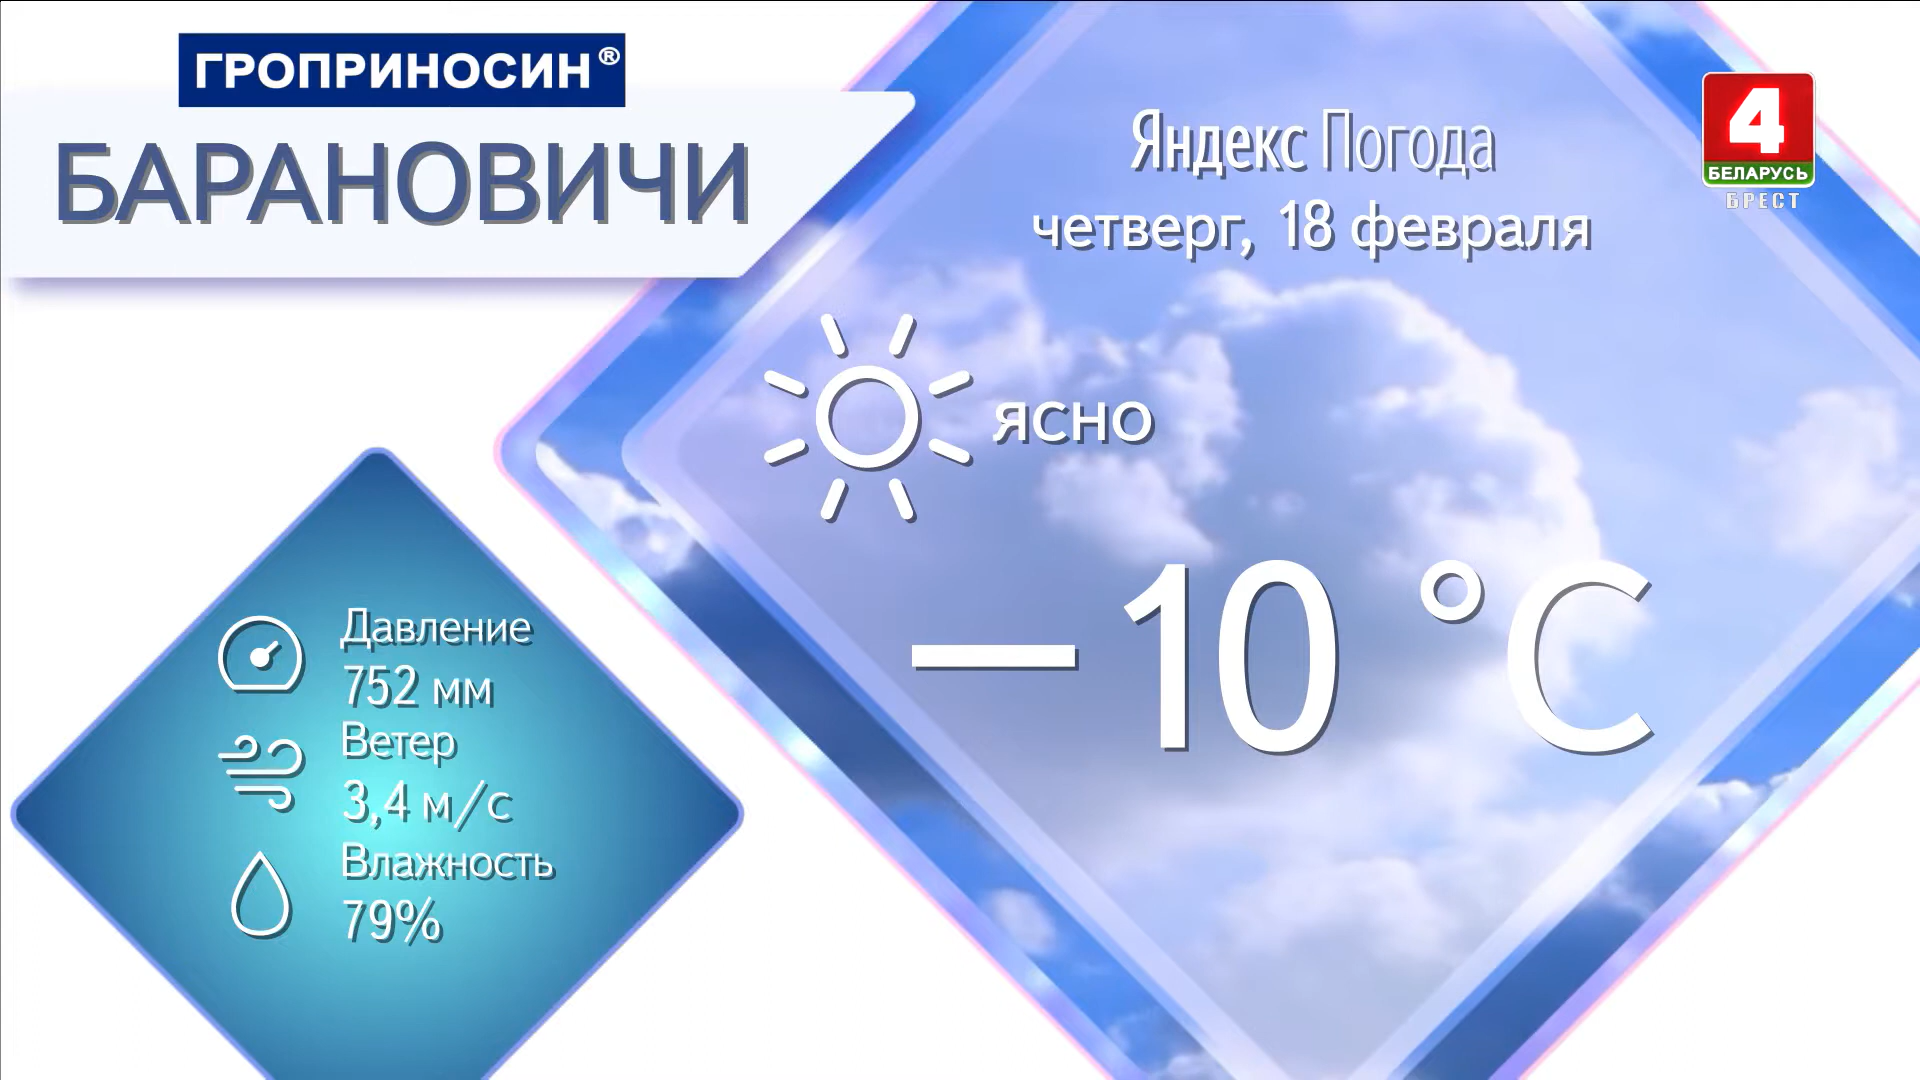 ГРОПРИНОСИН®
БАРАНОВИЧИ
Яндекс Погода
четверг, 18 февраля
4
БЕЛАРУСЬ
БРЕСТ
ясно
—10 °C
Давление
752 мм
Ветер
3,4 м/с
Влажность
79%